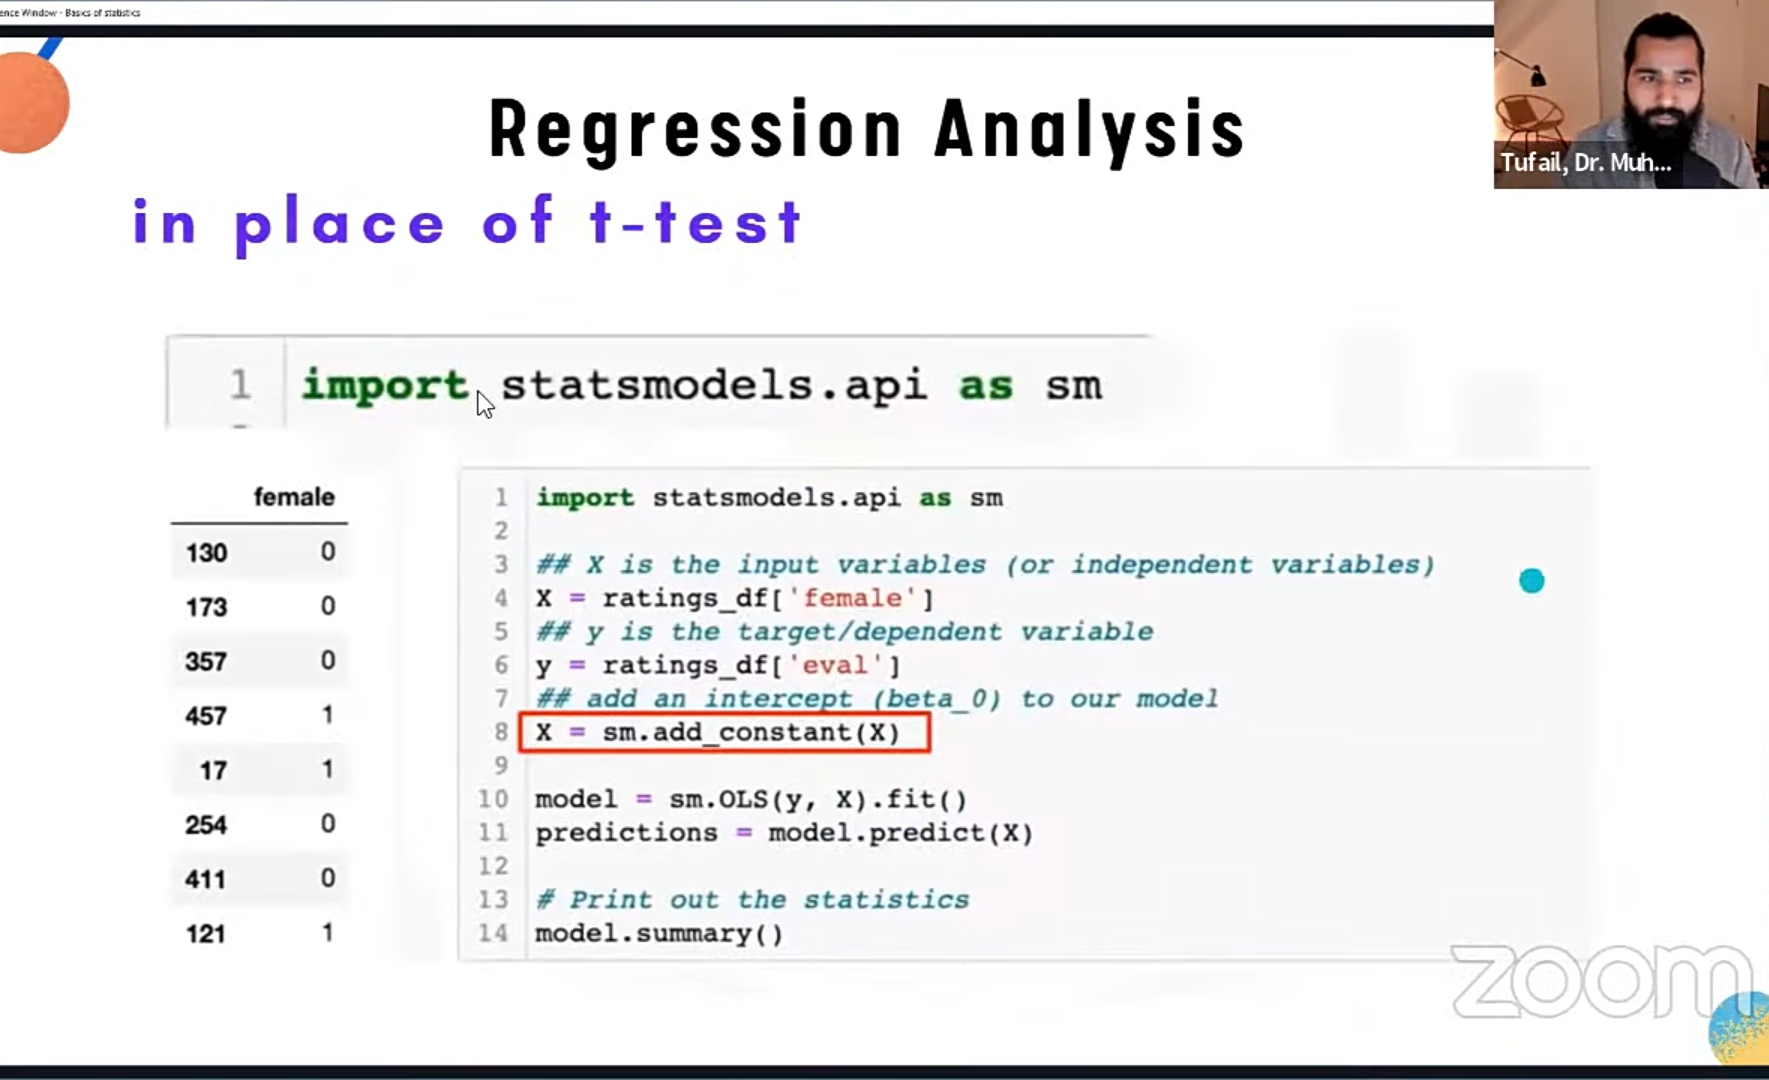 ence Window - Basics of statistics
Regression Analysis
Tufail, Dr. Muh...
in place of t-test
1 import statsmodels.api as sm
female
130 0
173 0
357 0
457 1
17 1
254 0
411 0
121 1
1 import statsmodels.api as sm
2
3 ## X is the input variables (or independent variables)
4 X = ratings_df['female']
5 ## y is the target/dependent variable
6 y = ratings_df['eval']
7 ## add an intercept (beta_0) to our model
8 X = sm.add_constant(X)
9
10 model = sm.OLS(y, X).fit()
11 predictions = model.predict(X)
12
13 # Print out the statistics
14 model.summary()
zoom